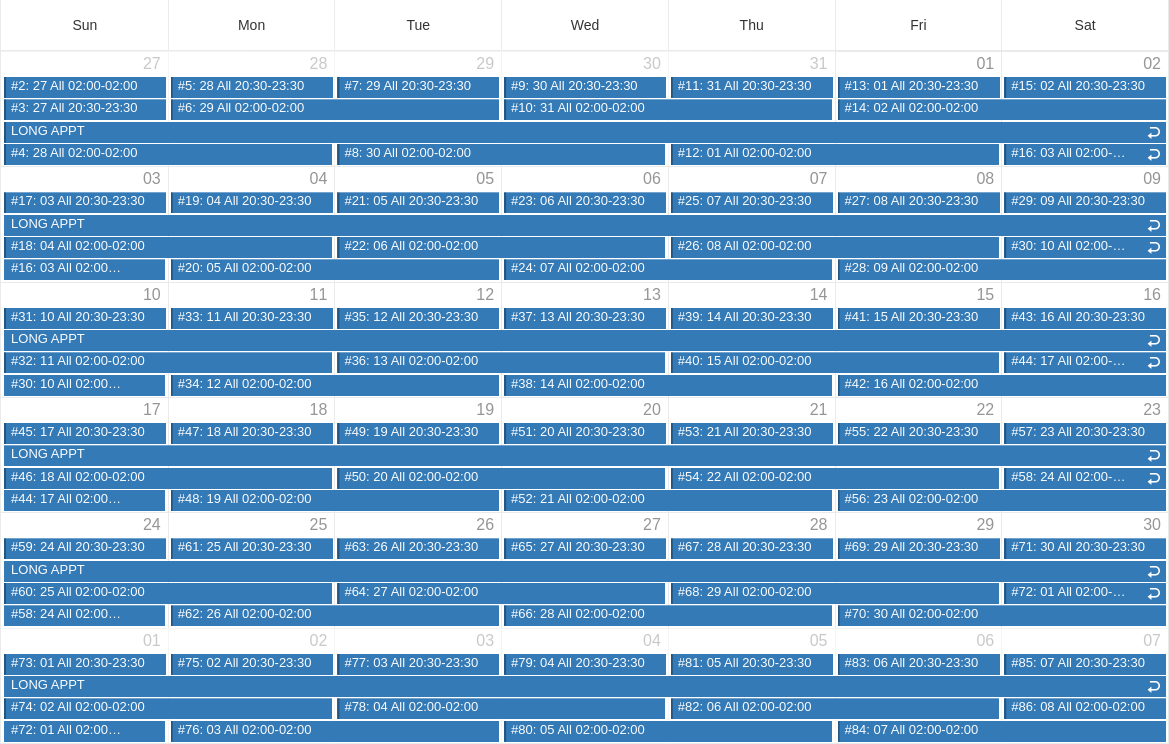 Sun Mon Tue Wed Thu Fri Sat
27 28 29 30 31 01 02
#2: 27 All 02:00-02:00 #5: 28 All 20:30-23:30 #7: 29 All 20:30-23:30 #9: 30 All 20:30-23:30 #11: 31 All 20:30-23:30 #13: 01 All 20:30-23:30 #15: 02 All 20:30-23:30
#3: 27 All 20:30-23:30 #6: 29 All 02:00-02:00 #10: 31 All 02:00-02:00 #14: 02 All 02:00-02:00
LONG APPT
#4: 28 All 02:00-02:00 #8: 30 All 02:00-02:00 #12: 01 All 02:00-02:00 #16: 03 All 02:00-…
03 04 05 06 07 08 09
#17: 03 All 20:30-23:30 #19: 04 All 20:30-23:30 #21: 05 All 20:30-23:30 #23: 06 All 20:30-23:30 #25: 07 All 20:30-23:30 #27: 08 All 20:30-23:30 #29: 09 All 20:30-23:30
LONG APPT
#18: 04 All 02:00-02:00 #22: 06 All 02:00-02:00 #26: 08 All 02:00-02:00 #30: 10 All 02:00-…
#16: 03 All 02:00… #20: 05 All 02:00-02:00 #24: 07 All 02:00-02:00 #28: 09 All 02:00-02:00
10 11 12 13 14 15 16
#31: 10 All 20:30-23:30 #33: 11 All 20:30-23:30 #35: 12 All 20:30-23:30 #37: 13 All 20:30-23:30 #39: 14 All 20:30-23:30 #41: 15 All 20:30-23:30 #43: 16 All 20:30-23:30
LONG APPT
#32: 11 All 02:00-02:00 #36: 13 All 02:00-02:00 #40: 15 All 02:00-02:00 #44: 17 All 02:00-…
#30: 10 All 02:00… #34: 12 All 02:00-02:00 #38: 14 All 02:00-02:00 #42: 16 All 02:00-02:00
17 18 19 20 21 22 23
#45: 17 All 20:30-23:30 #47: 18 All 20:30-23:30 #49: 19 All 20:30-23:30 #51: 20 All 20:30-23:30 #53: 21 All 20:30-23:30 #55: 22 All 20:30-23:30 #57: 23 All 20:30-23:30
LONG APPT
#46: 18 All 02:00-02:00 #50: 20 All 02:00-02:00 #54: 22 All 02:00-02:00 #58: 24 All 02:00-…
#44: 17 All 02:00… #48: 19 All 02:00-02:00 #52: 21 All 02:00-02:00 #56: 23 All 02:00-02:00
24 25 26 27 28 29 30
#59: 24 All 20:30-23:30 #61: 25 All 20:30-23:30 #63: 26 All 20:30-23:30 #65: 27 All 20:30-23:30 #67: 28 All 20:30-23:30 #69: 29 All 20:30-23:30 #71: 30 All 20:30-23:30
LONG APPT
#60: 25 All 02:00-02:00 #64: 27 All 02:00-02:00 #68: 29 All 02:00-02:00 #72: 01 All 02:00-…
#58: 24 All 02:00… #62: 26 All 02:00-02:00 #66: 28 All 02:00-02:00 #70: 30 All 02:00-02:00
01 02 03 04 05 06 07
#73: 01 All 20:30-23:30 #75: 02 All 20:30-23:30 #77: 03 All 20:30-23:30 #79: 04 All 20:30-23:30 #81: 05 All 20:30-23:30 #83: 06 All 20:30-23:30 #85: 07 All 20:30-23:30
LONG APPT
#74: 02 All 02:00-02:00 #78: 04 All 02:00-02:00 #82: 06 All 02:00-02:00 #86: 08 All 02:00-02:00
#72: 01 All 02:00… #76: 03 All 02:00-02:00 #80: 05 All 02:00-02:00 #84: 07 All 02:00-02:00